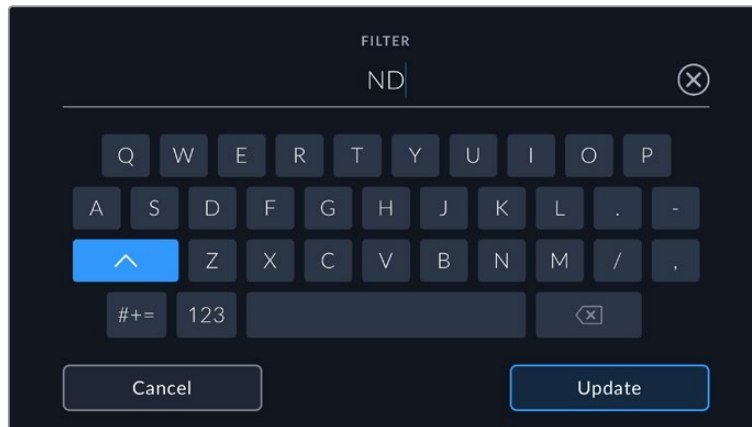 FILTER
ND
Q W E R T Y U I O P
A S D F G H J K L . -
Z X C V B N M / ,
#+= 123
Cancel Update